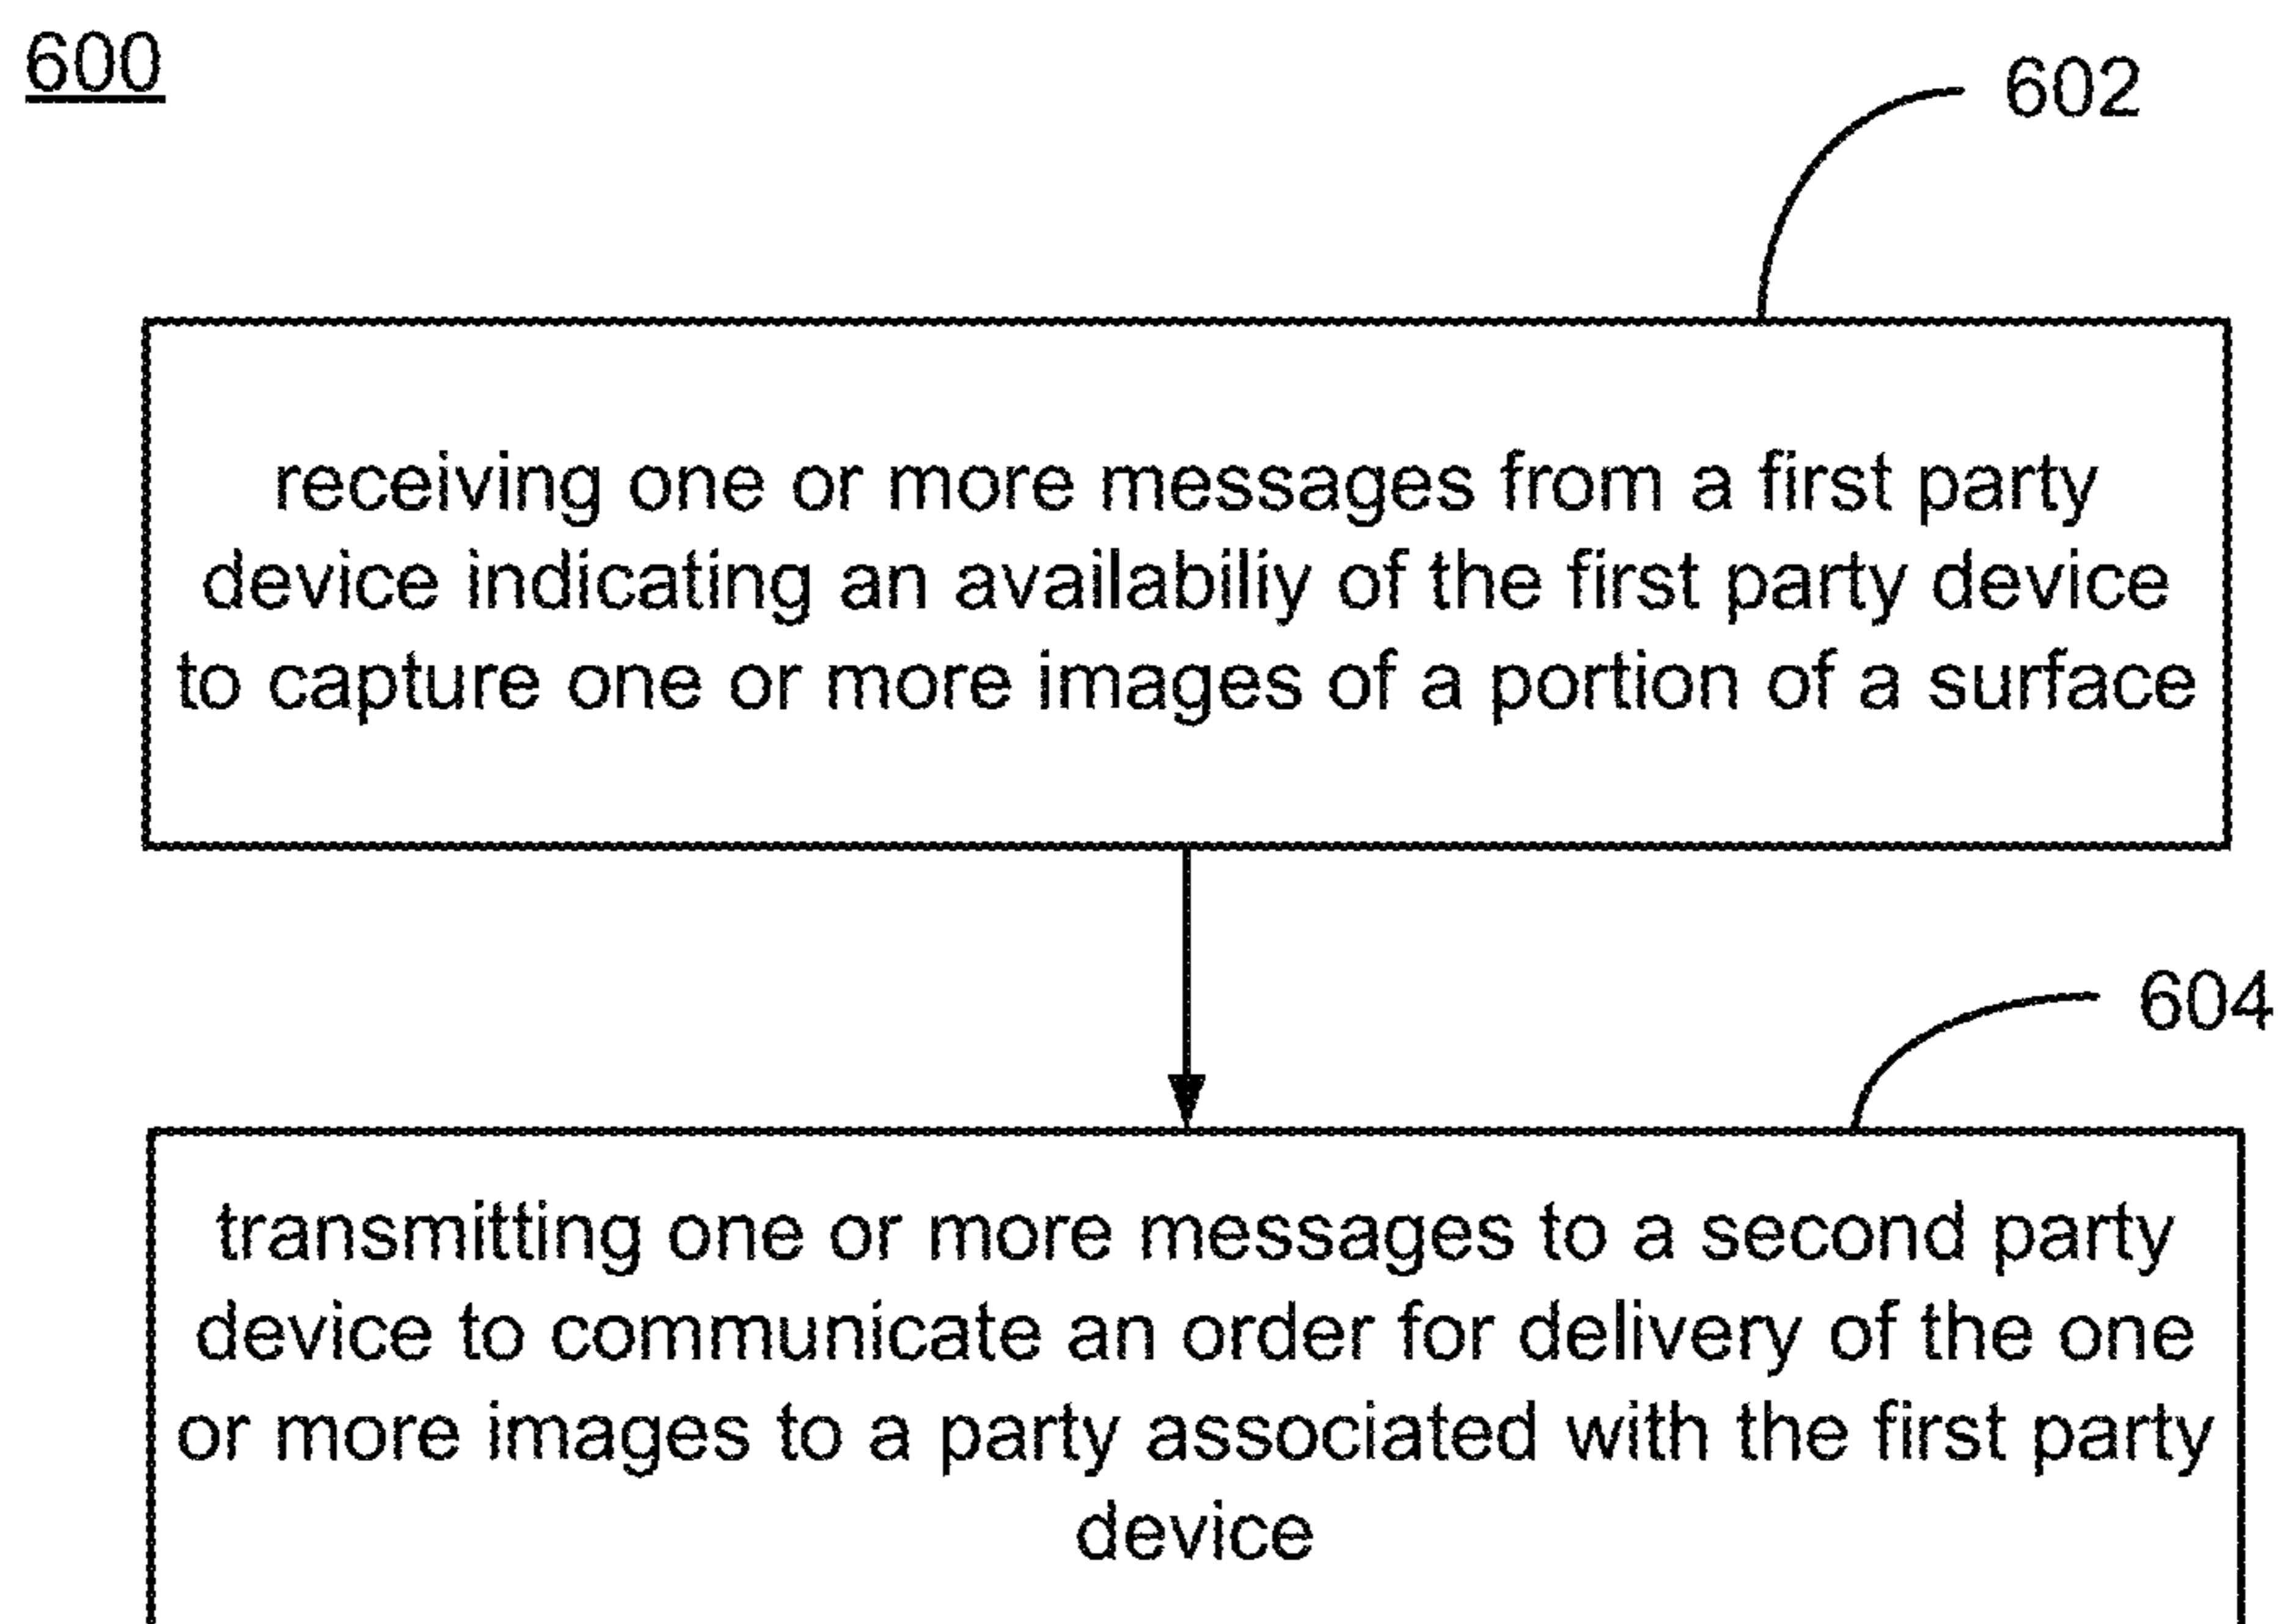 600
602
receiving one or more messages from a first party
device indicating an availabiliy of the first party device
to capture one or more images of a portion of a surface
604
transmitting one or more messages to a second party
device to communicate an order for delivery of the one
or more images to a party associated with the first party
device